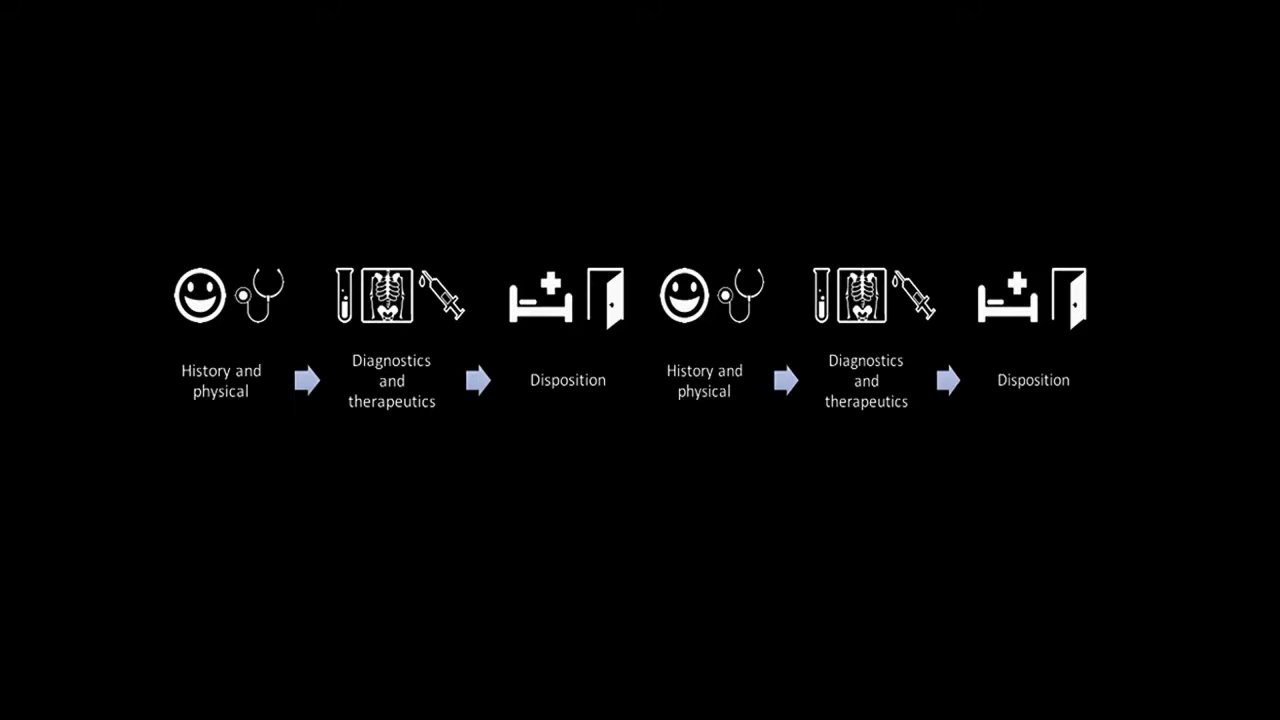 History and
physical
Diagnostics
and
therapeutics
Disposition
History and
physical
Diagnostics
and
therapeutics
Disposition